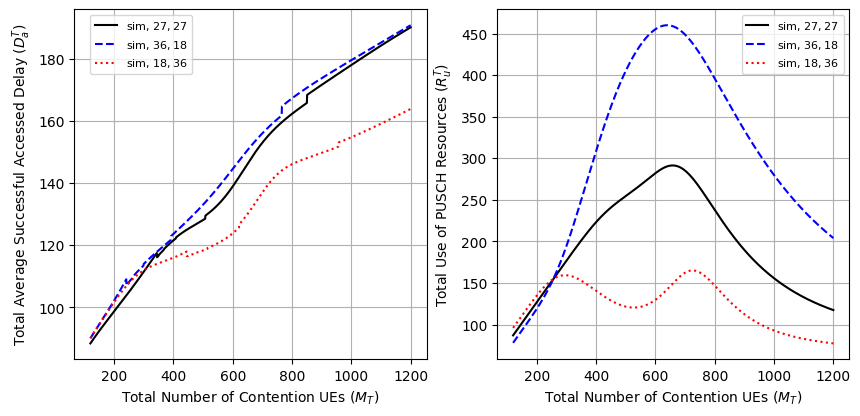 Total Average Successful Accessed Delay ($D_a^T$)
180
160
140
120
100
sim, 27, 27
sim, 36, 18
sim, 18, 36
200
400
600
800
1000
1200
Total Number of Contention UEs ($M_T$)
Total Use of PUSCH Resources ($R_u^T$)
450
400
350
300
250
200
150
100
sim, 27, 27
sim, 36, 18
sim, 18, 36
200
400
600
800
1000
1200
Total Number of Contention UEs ($M_T$)